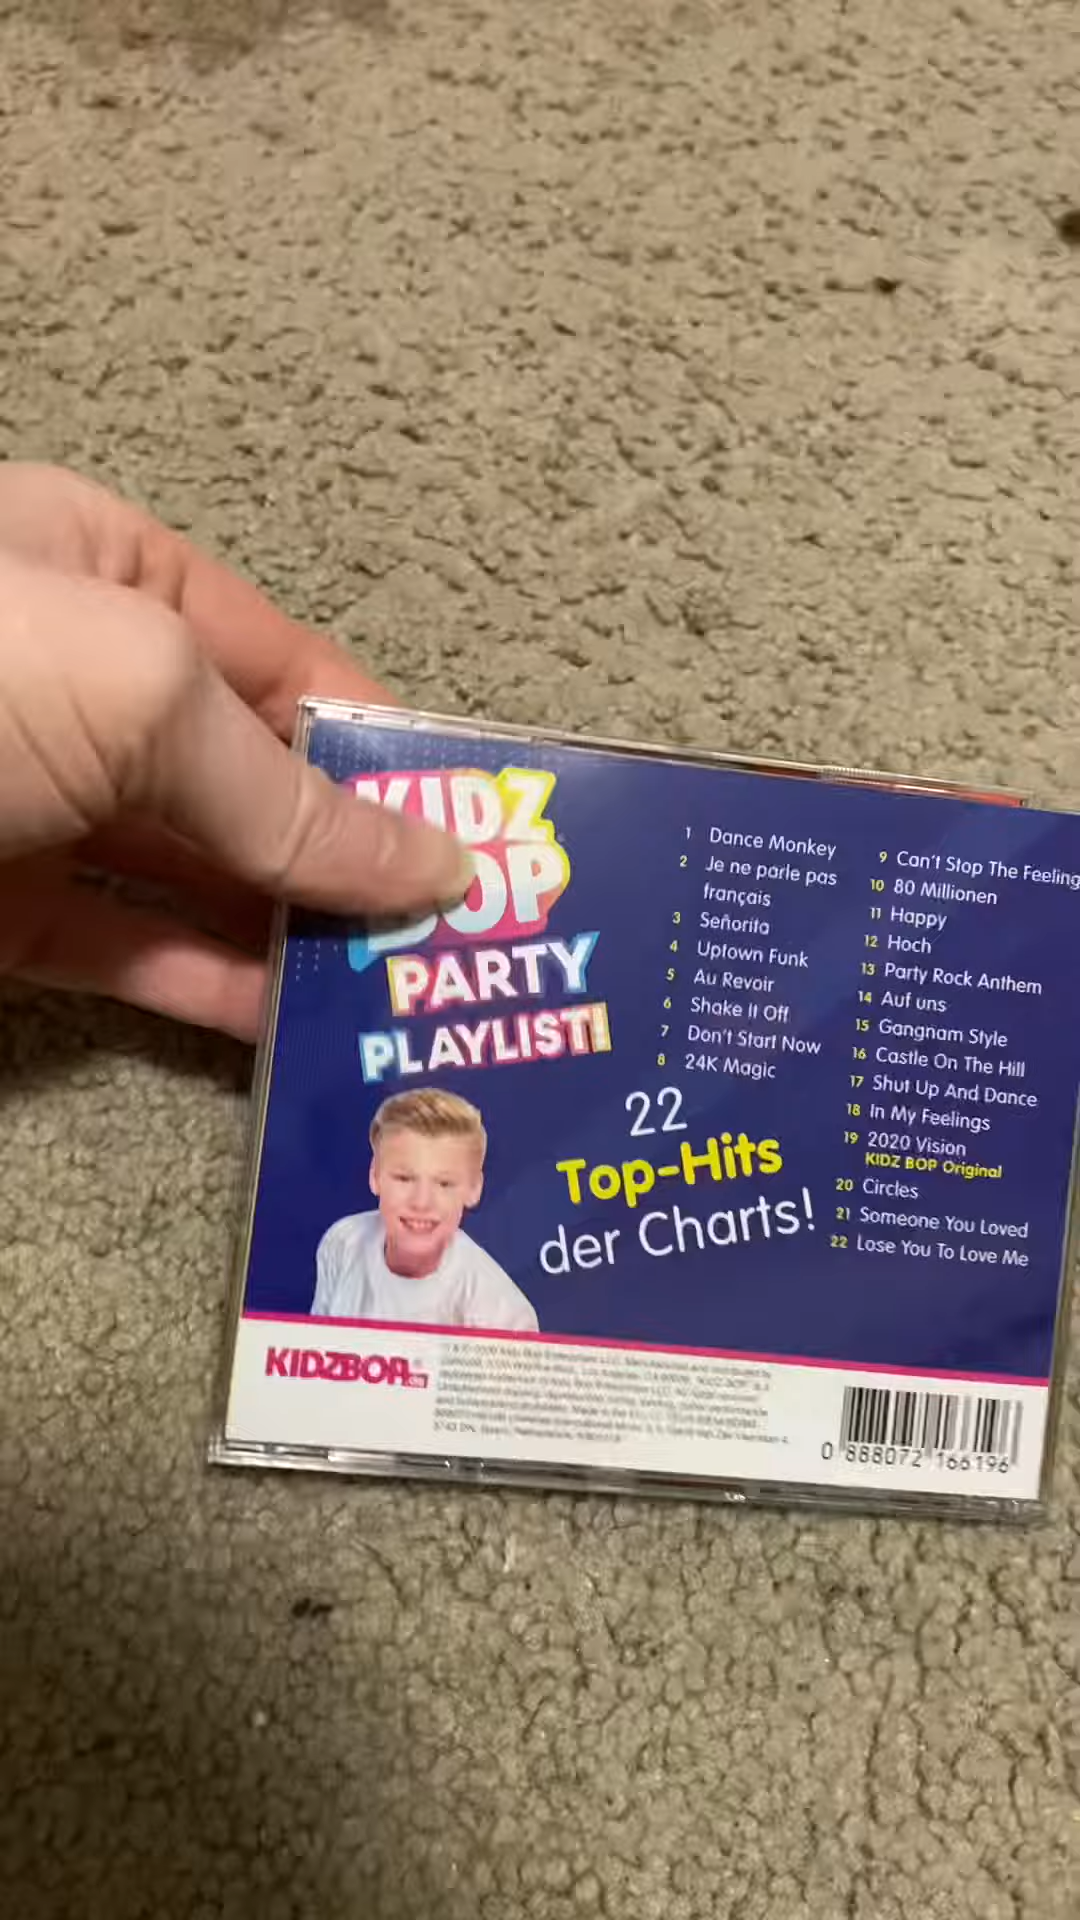 KIDZ
BOP
PARTY
PLAYLIST!
1 Dance Monkey
2 Je ne parle pas
français
3 Señorita
4 Uptown Funk
5 Au Revoir
6 Shake It Off
7 Don't Start Now
8 24K Magic
9 Can't Stop The Feeling
10 80 Millionen
11 Happy
12 Hoch
13 Party Rock Anthem
14 Auf uns
15 Gangnam Style
16 Castle On The Hill
17 Shut Up And Dance
18 In My Feelings
19 2020 Vision
KIDZ BOP Original
20 Circles
21 Someone You Loved
22 Lose You To Love Me
22
Top-Hits
der Charts!
KIDZBOP.de
0 888072 166196